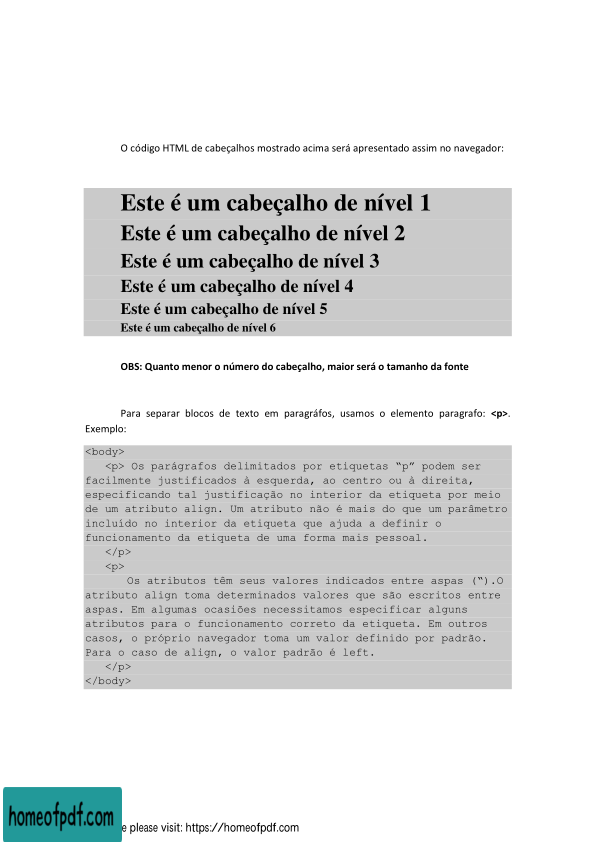 O código HTML de cabeçalhos mostrado acima será apresentado assim no navegador:
Este é um cabeçalho de nível 1
Este é um cabeçalho de nível 2
Este é um cabeçalho de nível 3
Este é um cabeçalho de nível 4
Este é um cabeçalho de nível 5
Este é um cabeçalho de nível 6
OBS: Quanto menor o número do cabeçalho, maior será o tamanho da fonte
Para separar blocos de texto em paragráfos, usamos o elemento paragrafo: <p>.
Exemplo:
<body>
<p> Os parágrafos delimitados por etiquetas “p” podem ser
facilmente justificados à esquerda, ao centro ou à direita,
especificando tal justificação no interior da etiqueta por meio
de um atributo align. Um atributo não é mais do que um parâmetro
incluído no interior da etiqueta que ajuda a definir o
funcionamento da etiqueta de uma forma mais pessoal.
</p>
<p>
Os atributos têm seus valores indicados entre aspas (“).O
atributo align toma determinados valores que são escritos entre
aspas. Em algumas ocasiões necessitamos especificar alguns
atributos para o funcionamento correto da etiqueta. Em outros
casos, o próprio navegador toma um valor definido por padrão.
Para o caso de align, o valor padrão é left.
</p>
</body>
homeofpdf.com
e please visit: https://homeofpdf.com